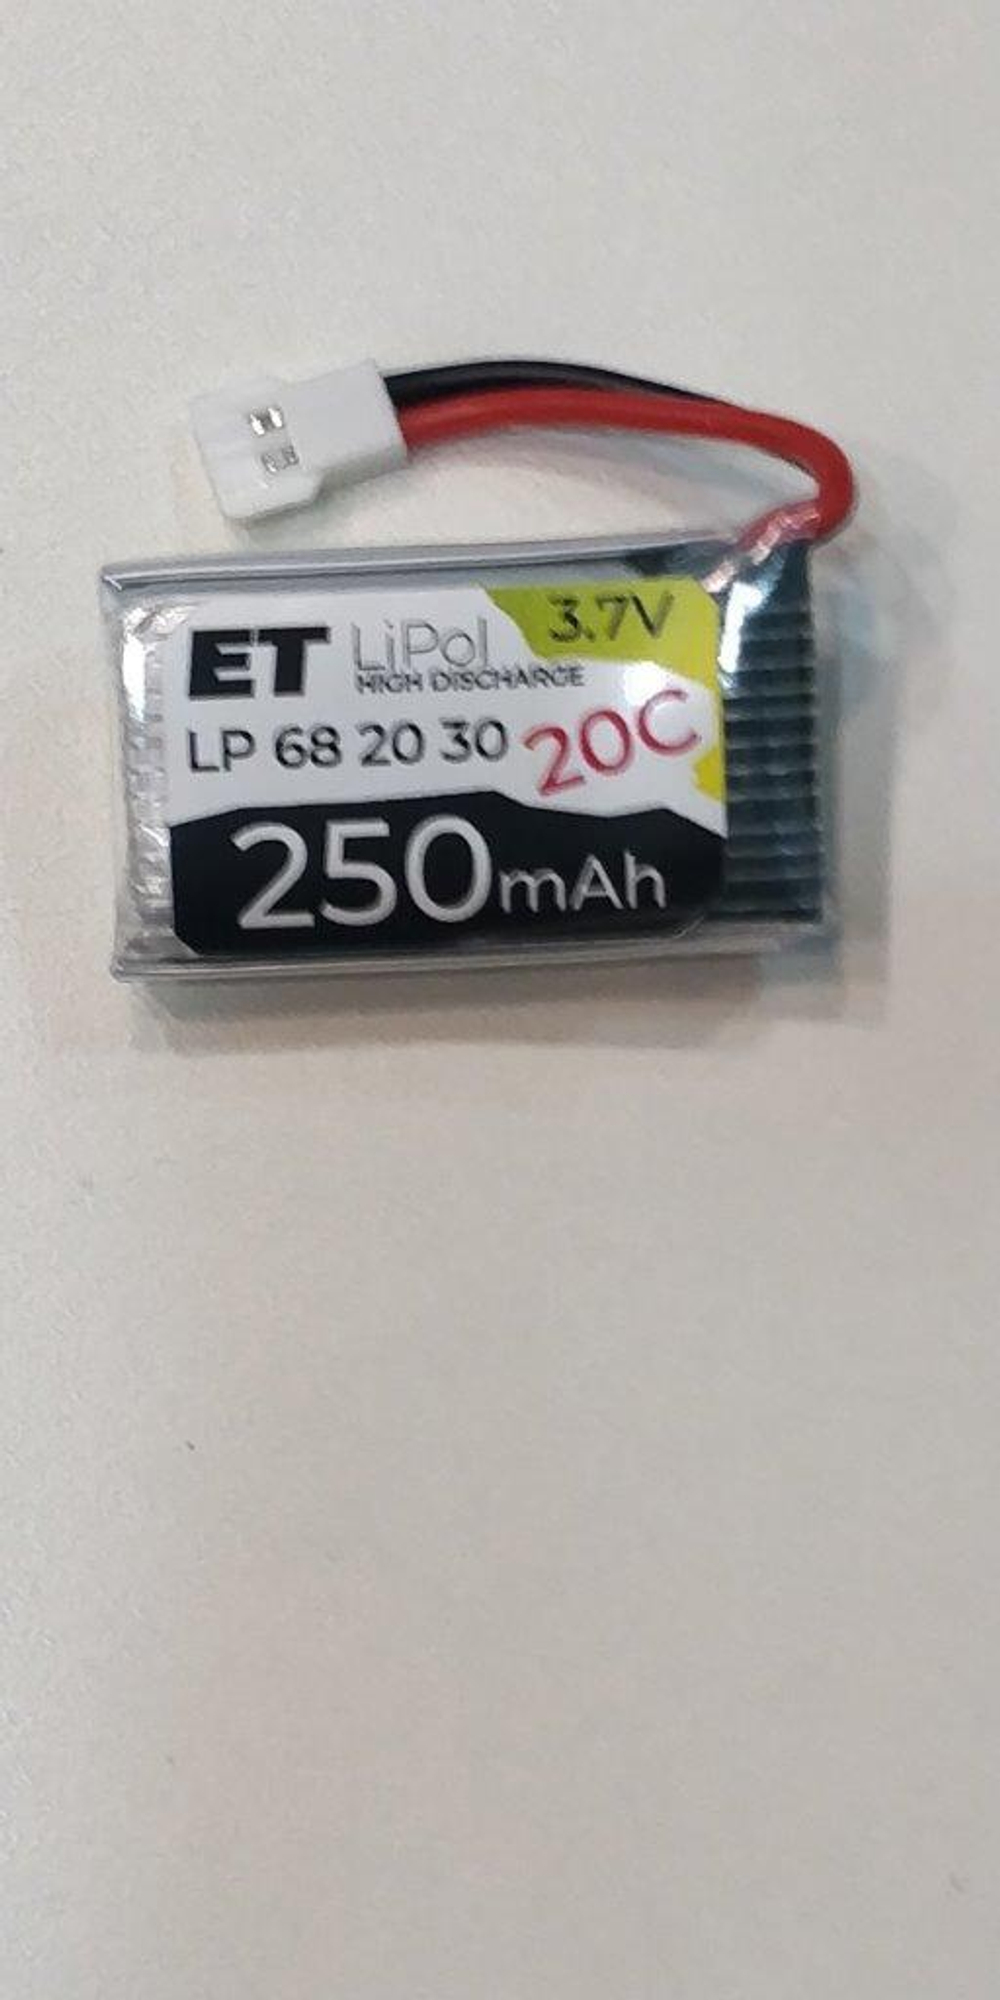 ET LiPol 3.7V
HIGH DISCHARGE
LP 68 20 30 20C
250mAh